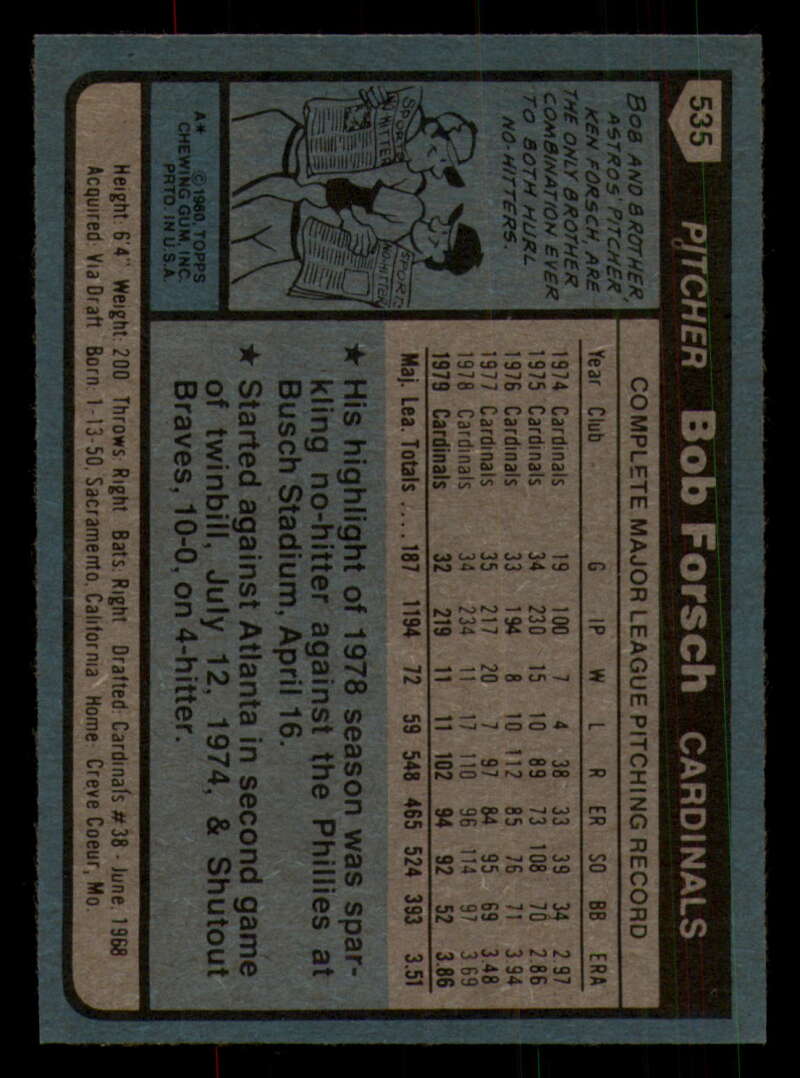 535 PITCHER Bob Forsch CARDINALS
BOB AND BROTHER,
ASTROS' PITCHER
KEN FORSCH, ARE
THE ONLY BROTHER
COMBINATION EVER
TO BOTH HURL
NO-HITTERS.
SPORTS
NO HITTER
SPORTS
NO-HITTER
A* © 1980 TOPPS
CHEWING GUM, INC.
PRTD. IN U.S.A.
COMPLETE MAJOR LEAGUE PITCHING RECORD
Year Club G IP W L R ER SO BB ERA
1974 Cardinals 19 100 7 4 38 33 39 34 2.97
1975 Cardinals 34 230 15 10 89 73 108 70 2.86
1976 Cardinals 33 194 8 10 112 85 76 71 3.94
1977 Cardinals 35 217 20 7 97 84 95 69 3.48
1978 Cardinals 34 234 11 17 110 96 114 97 3.69
1979 Cardinals 32 219 11 11 102 94 92 52 3.86
Maj. Lea. Totals .... 187 1194 72 59 548 465 524 393 3.51
★ His highlight of 1978 season was spar-
kling no-hitter against the Phillies at
Busch Stadium, April 16.
★ Started against Atlanta in second game
of twinbill, July 12, 1974, & Shutout
Braves, 10-0, on 4-hitter.
Height: 6'4" Weight: 200 Throws: Right Bats: Right Drafted: Cardinals #38 - June, 1968
Acquired: Via Draft Born: 1-13-50, Sacramento, California Home: Creve Coeur, Mo.